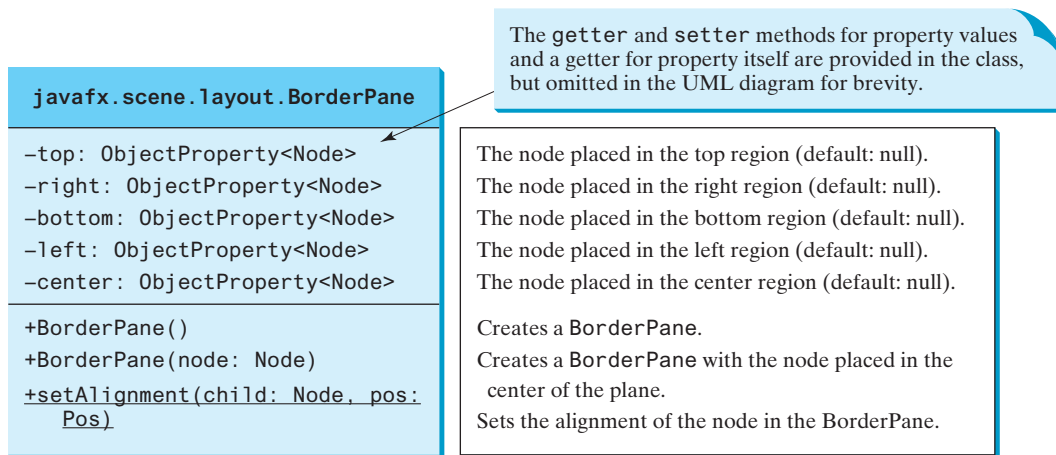 The getter and setter methods for property values
and a getter for property itself are provided in the class,
but omitted in the UML diagram for brevity.
javafx.scene.layout.BorderPane
–top: ObjectProperty<Node>
The node placed in the top region (default: null).
–right: ObjectProperty<Node>
The node placed in the right region (default: null).
–bottom: ObjectProperty<Node>
The node placed in the bottom region (default: null).
–left: ObjectProperty<Node>
The node placed in the left region (default: null).
–center: ObjectProperty<Node>
The node placed in the center region (default: null).
+BorderPane()
Creates a BorderPane.
+BorderPane(node: Node)
Creates a BorderPane with the node placed in the
center of the plane.
+setAlignment(child: Node, pos:
Pos)
Sets the alignment of the node in the BorderPane.